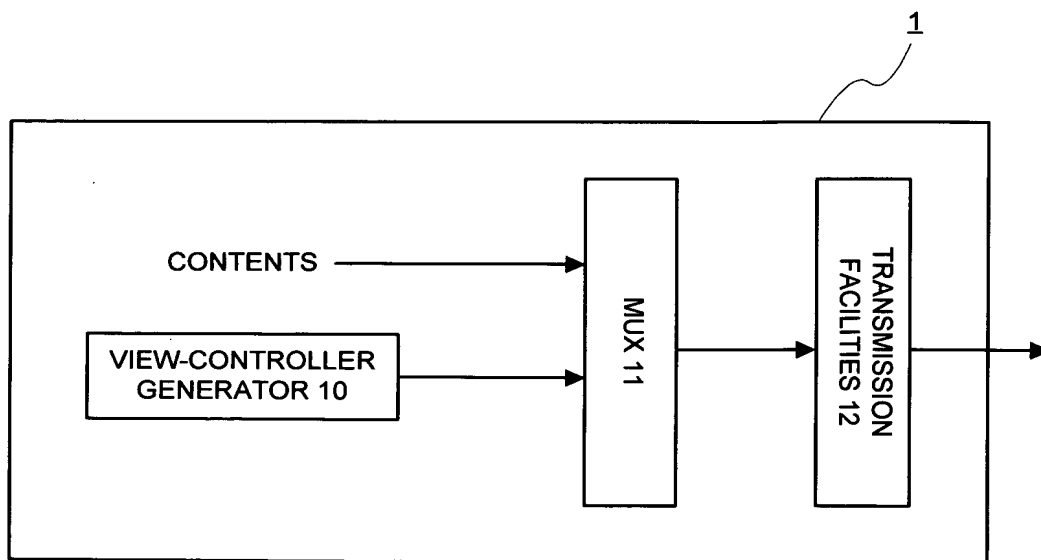 1
CONTENTS
VIEW-CONTROLLER
GENERATOR 10
MUX 11
TRANSMISSION
FACILITIES 12